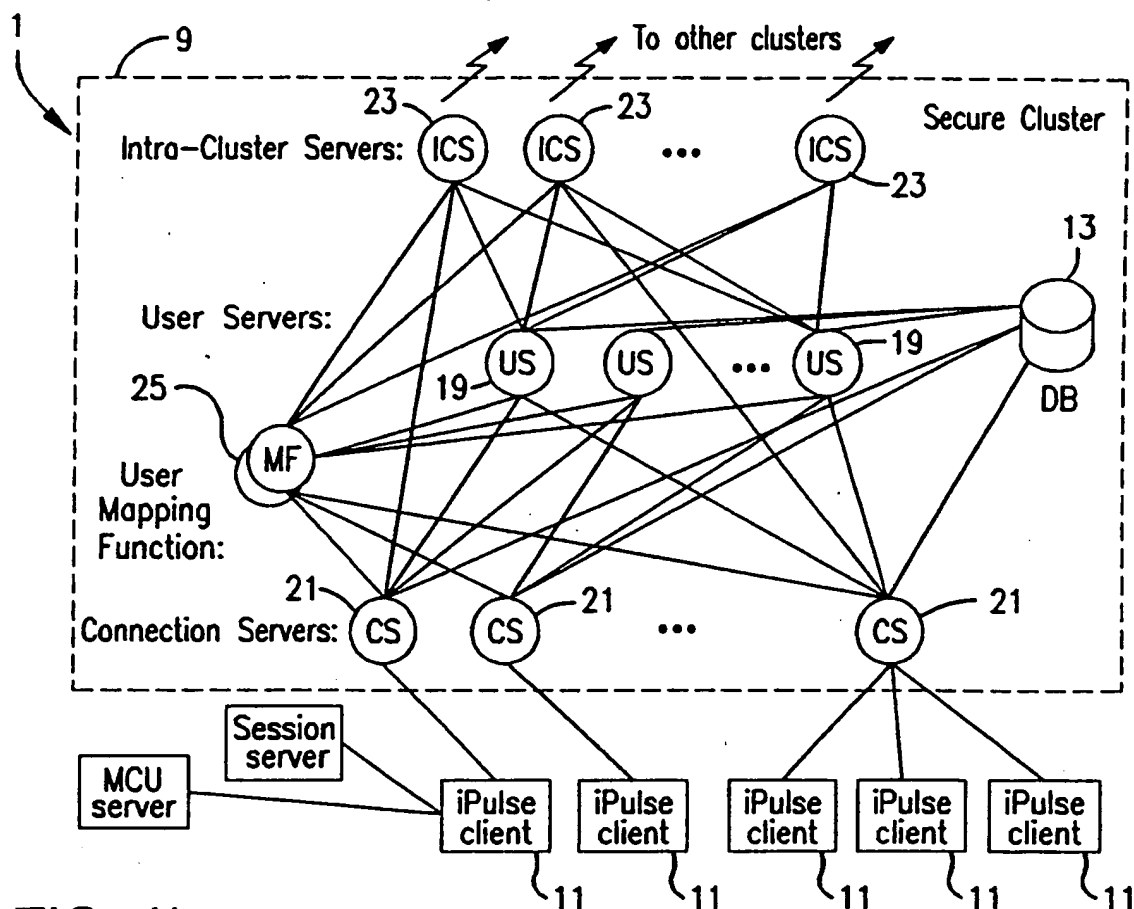 1
9
To other clusters
Secure Cluster
23
23
Intra-Cluster Servers:
ICS
ICS
...
ICS
23
13
User Servers:
US
US
...
US
19
19
DB
25
MF
User
Mapping
Function:
21
21
21
Connection Servers:
CS
CS
...
CS
Session
server
MCU
server
iPulse
client
iPulse
client
iPulse
client
iPulse
client
iPulse
client
11
11
11
11
11